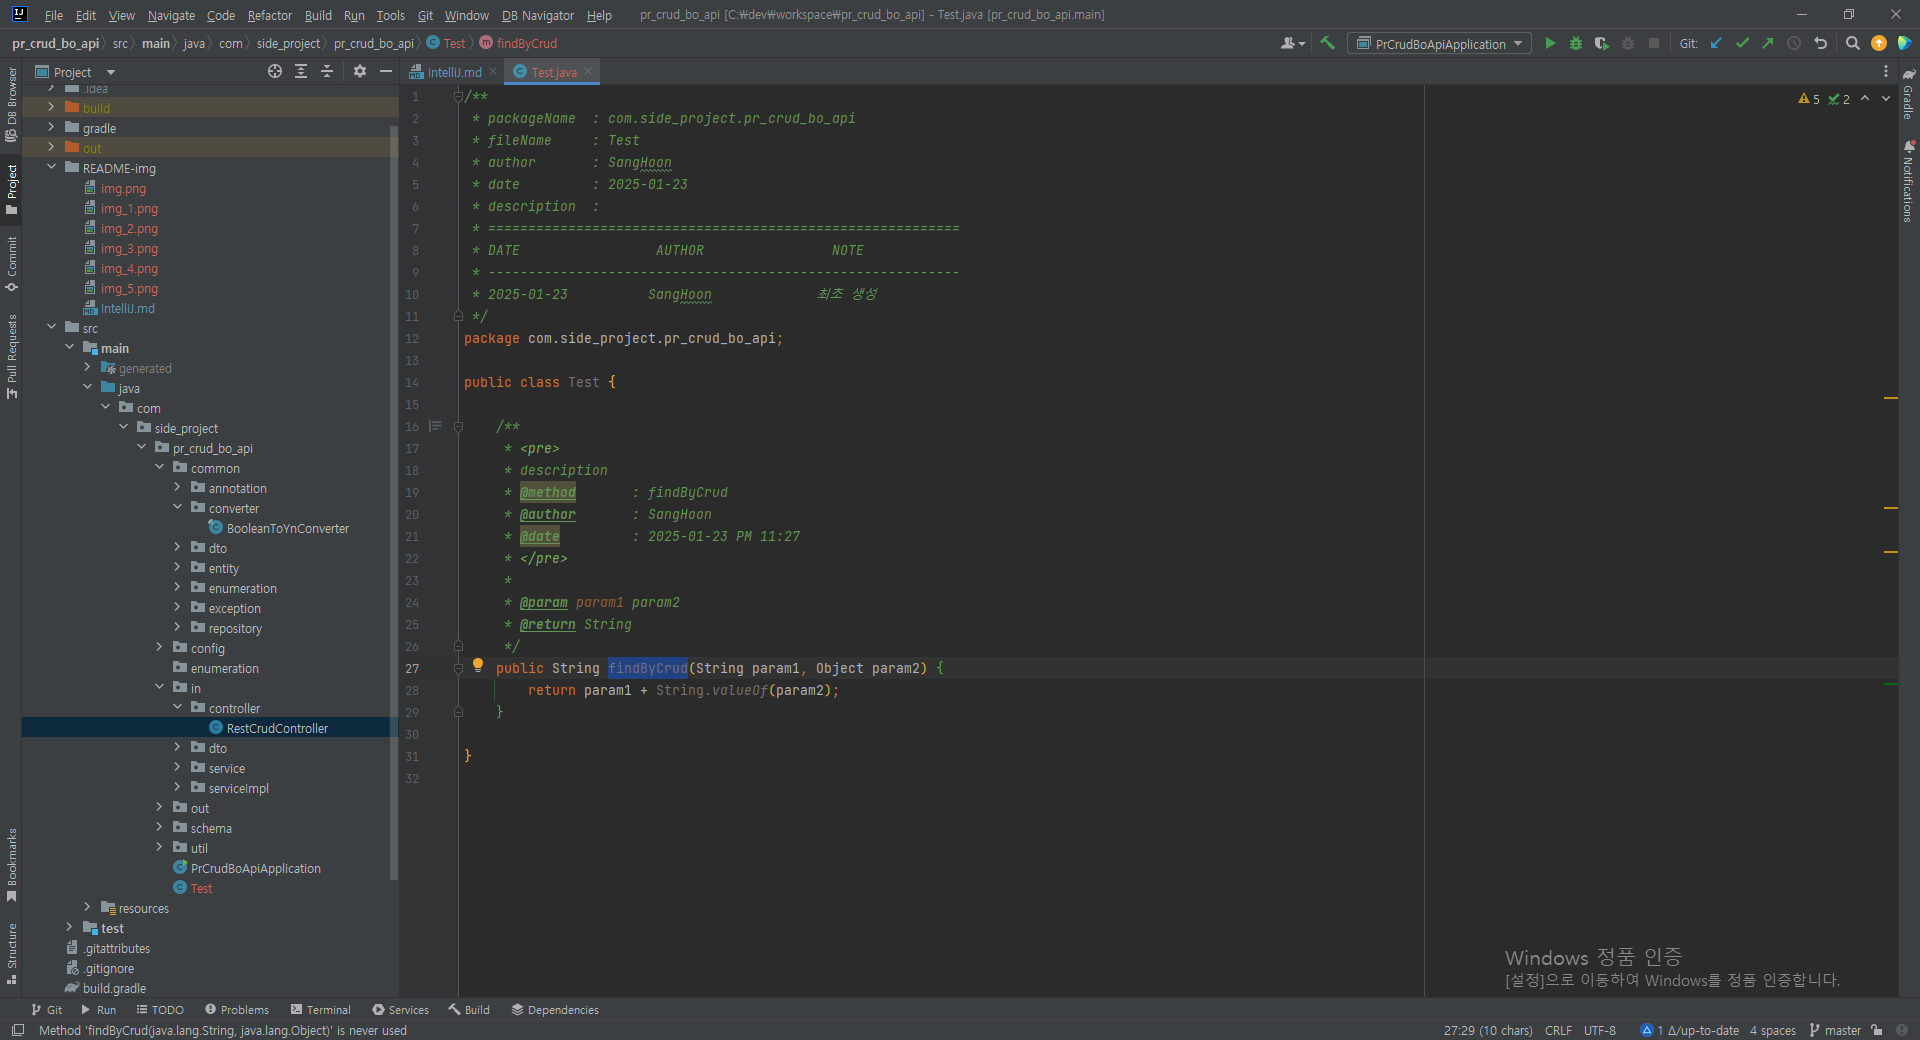 File Edit View Navigate Code Refactor Build Run Tools Git Window DB Navigator Help pr_crud_bo_api [C:\dev\workspace\pr_crud_bo_api] - Test.java [pr_crud_bo_api.main]
pr_crud_bo_api src main java com side_project pr_crud_bo_api Test findByCrud PrCrudBoApiApplication Git:
Project IntelliJ.md Test.java
DB Browser
Project
Commit
Pull Requests
Bookmarks
Structure
.idea
build
gradle
out
README-img
img.png
img_1.png
img_2.png
img_3.png
img_4.png
img_5.png
IntelliJ.md
src
main
generated
java
com
side_project
pr_crud_bo_api
common
annotation
converter
BooleanToYnConverter
dto
entity
enumeration
exception
repository
config
enumeration
in
controller
RestCrudController
dto
service
serviceImpl
out
schema
util
PrCrudBoApiApplication
Test
resources
test
.gitattributes
.gitignore
build.gradle
1 /**
2 * packageName : com.side_project.pr_crud_bo_api
3 * fileName : Test
4 * author : SangHoon
5 * date : 2025-01-23
6 * description :
7 * ===========================================================
8 * DATE AUTHOR NOTE
9 * -----------------------------------------------------------
10 * 2025-01-23 SangHoon 최조 생성
11 */
12 package com.side_project.pr_crud_bo_api;
13
14 public class Test {
15
16 /**
17 * <pre>
18 * description
19 * @method : findByCrud
20 * @author : SangHoon
21 * @date : 2025-01-23 PM 11:27
22 * </pre>
23 *
24 * @param param1 param2
25 * @return String
26 */
27 public String findByCrud(String param1, Object param2) {
28 return param1 + String.valueOf(param2);
29 }
30
31 }
32
5 2
Gradle
Notifications
Windows 정품 인증
[설정]으로 이동하여 Windows를 정품 인증합니다.
Git Run TODO Problems Terminal Services Build Dependencies
Method 'findByCrud(java.lang.String, java.lang.Object)' is never used 27:29 (10 chars) CRLF UTF-8 1 Δ/up-to-date 4 spaces master